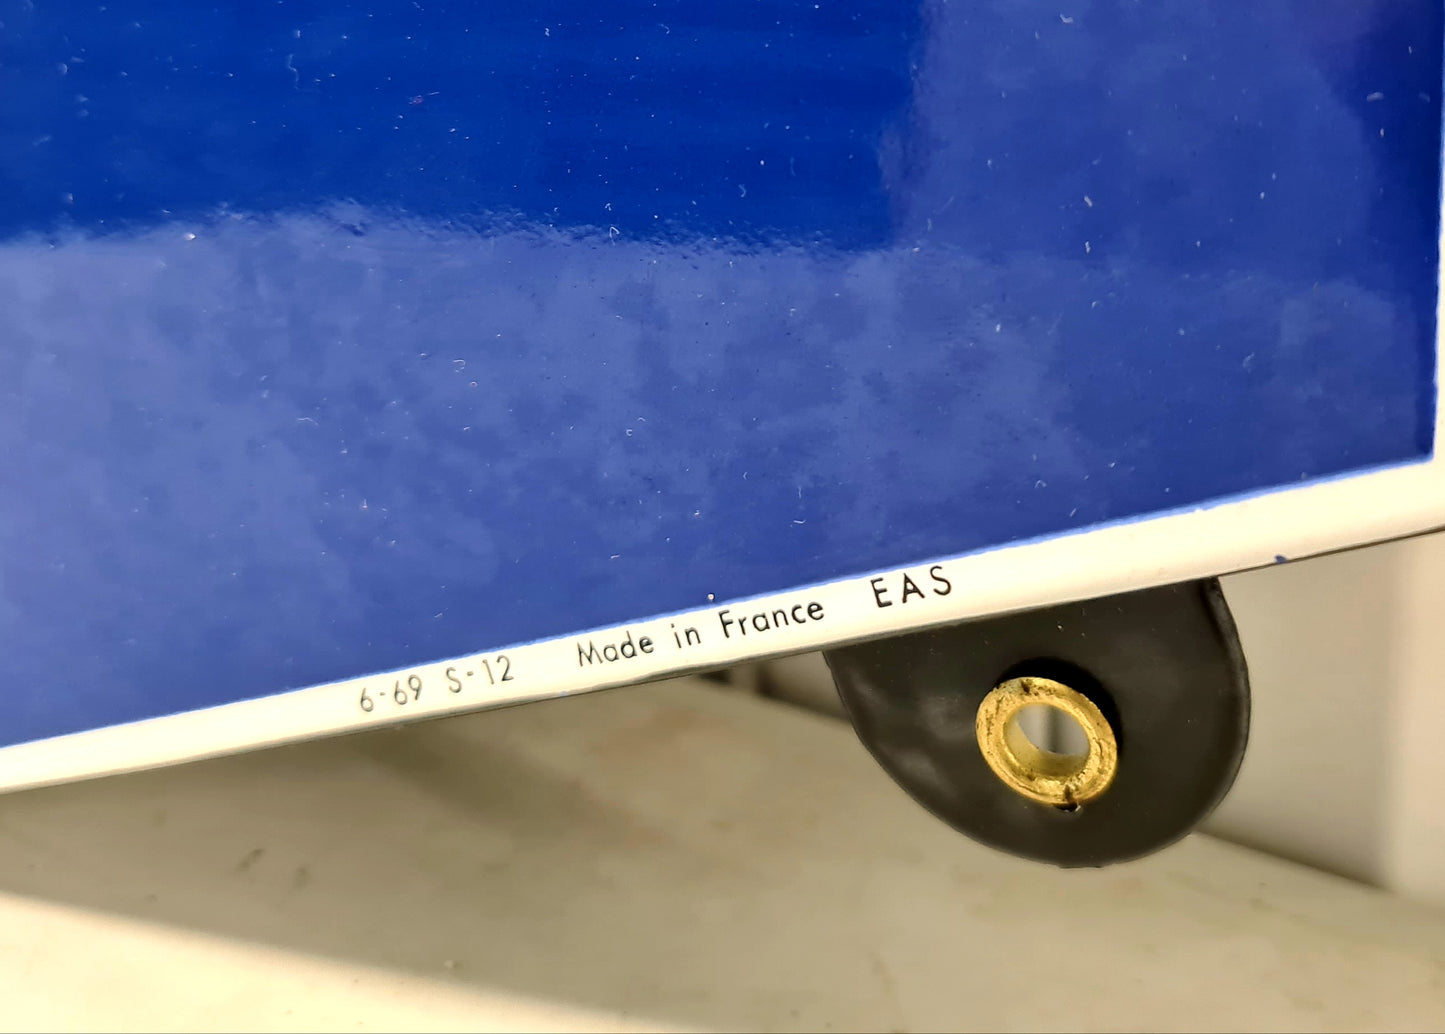 6-69 S-12 Made in France EAS